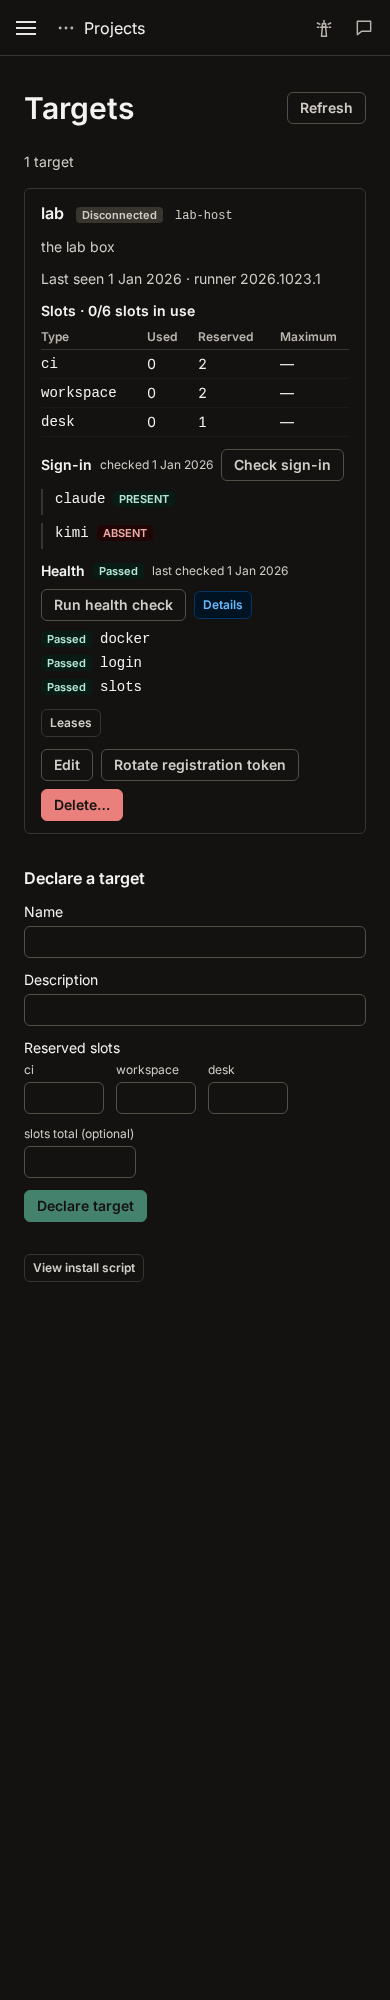 Projects
Targets
Refresh
1 target
lab Disconnected lab-host
the lab box
Last seen 1 Jan 2026 · runner 2026.1023.1
Slots · 0/6 slots in use
Type Used Reserved Maximum
ci 0 2 —
workspace 0 2 —
desk 0 1 —
Sign-in checked 1 Jan 2026 Check sign-in
claude PRESENT
kimi ABSENT
Health Passed last checked 1 Jan 2026
Run health check Details
Passed docker
Passed login
Passed slots
Leases
Edit Rotate registration token
Delete...
Declare a target
Name
Description
Reserved slots
ci workspace desk
slots total (optional)
Declare target
View install script